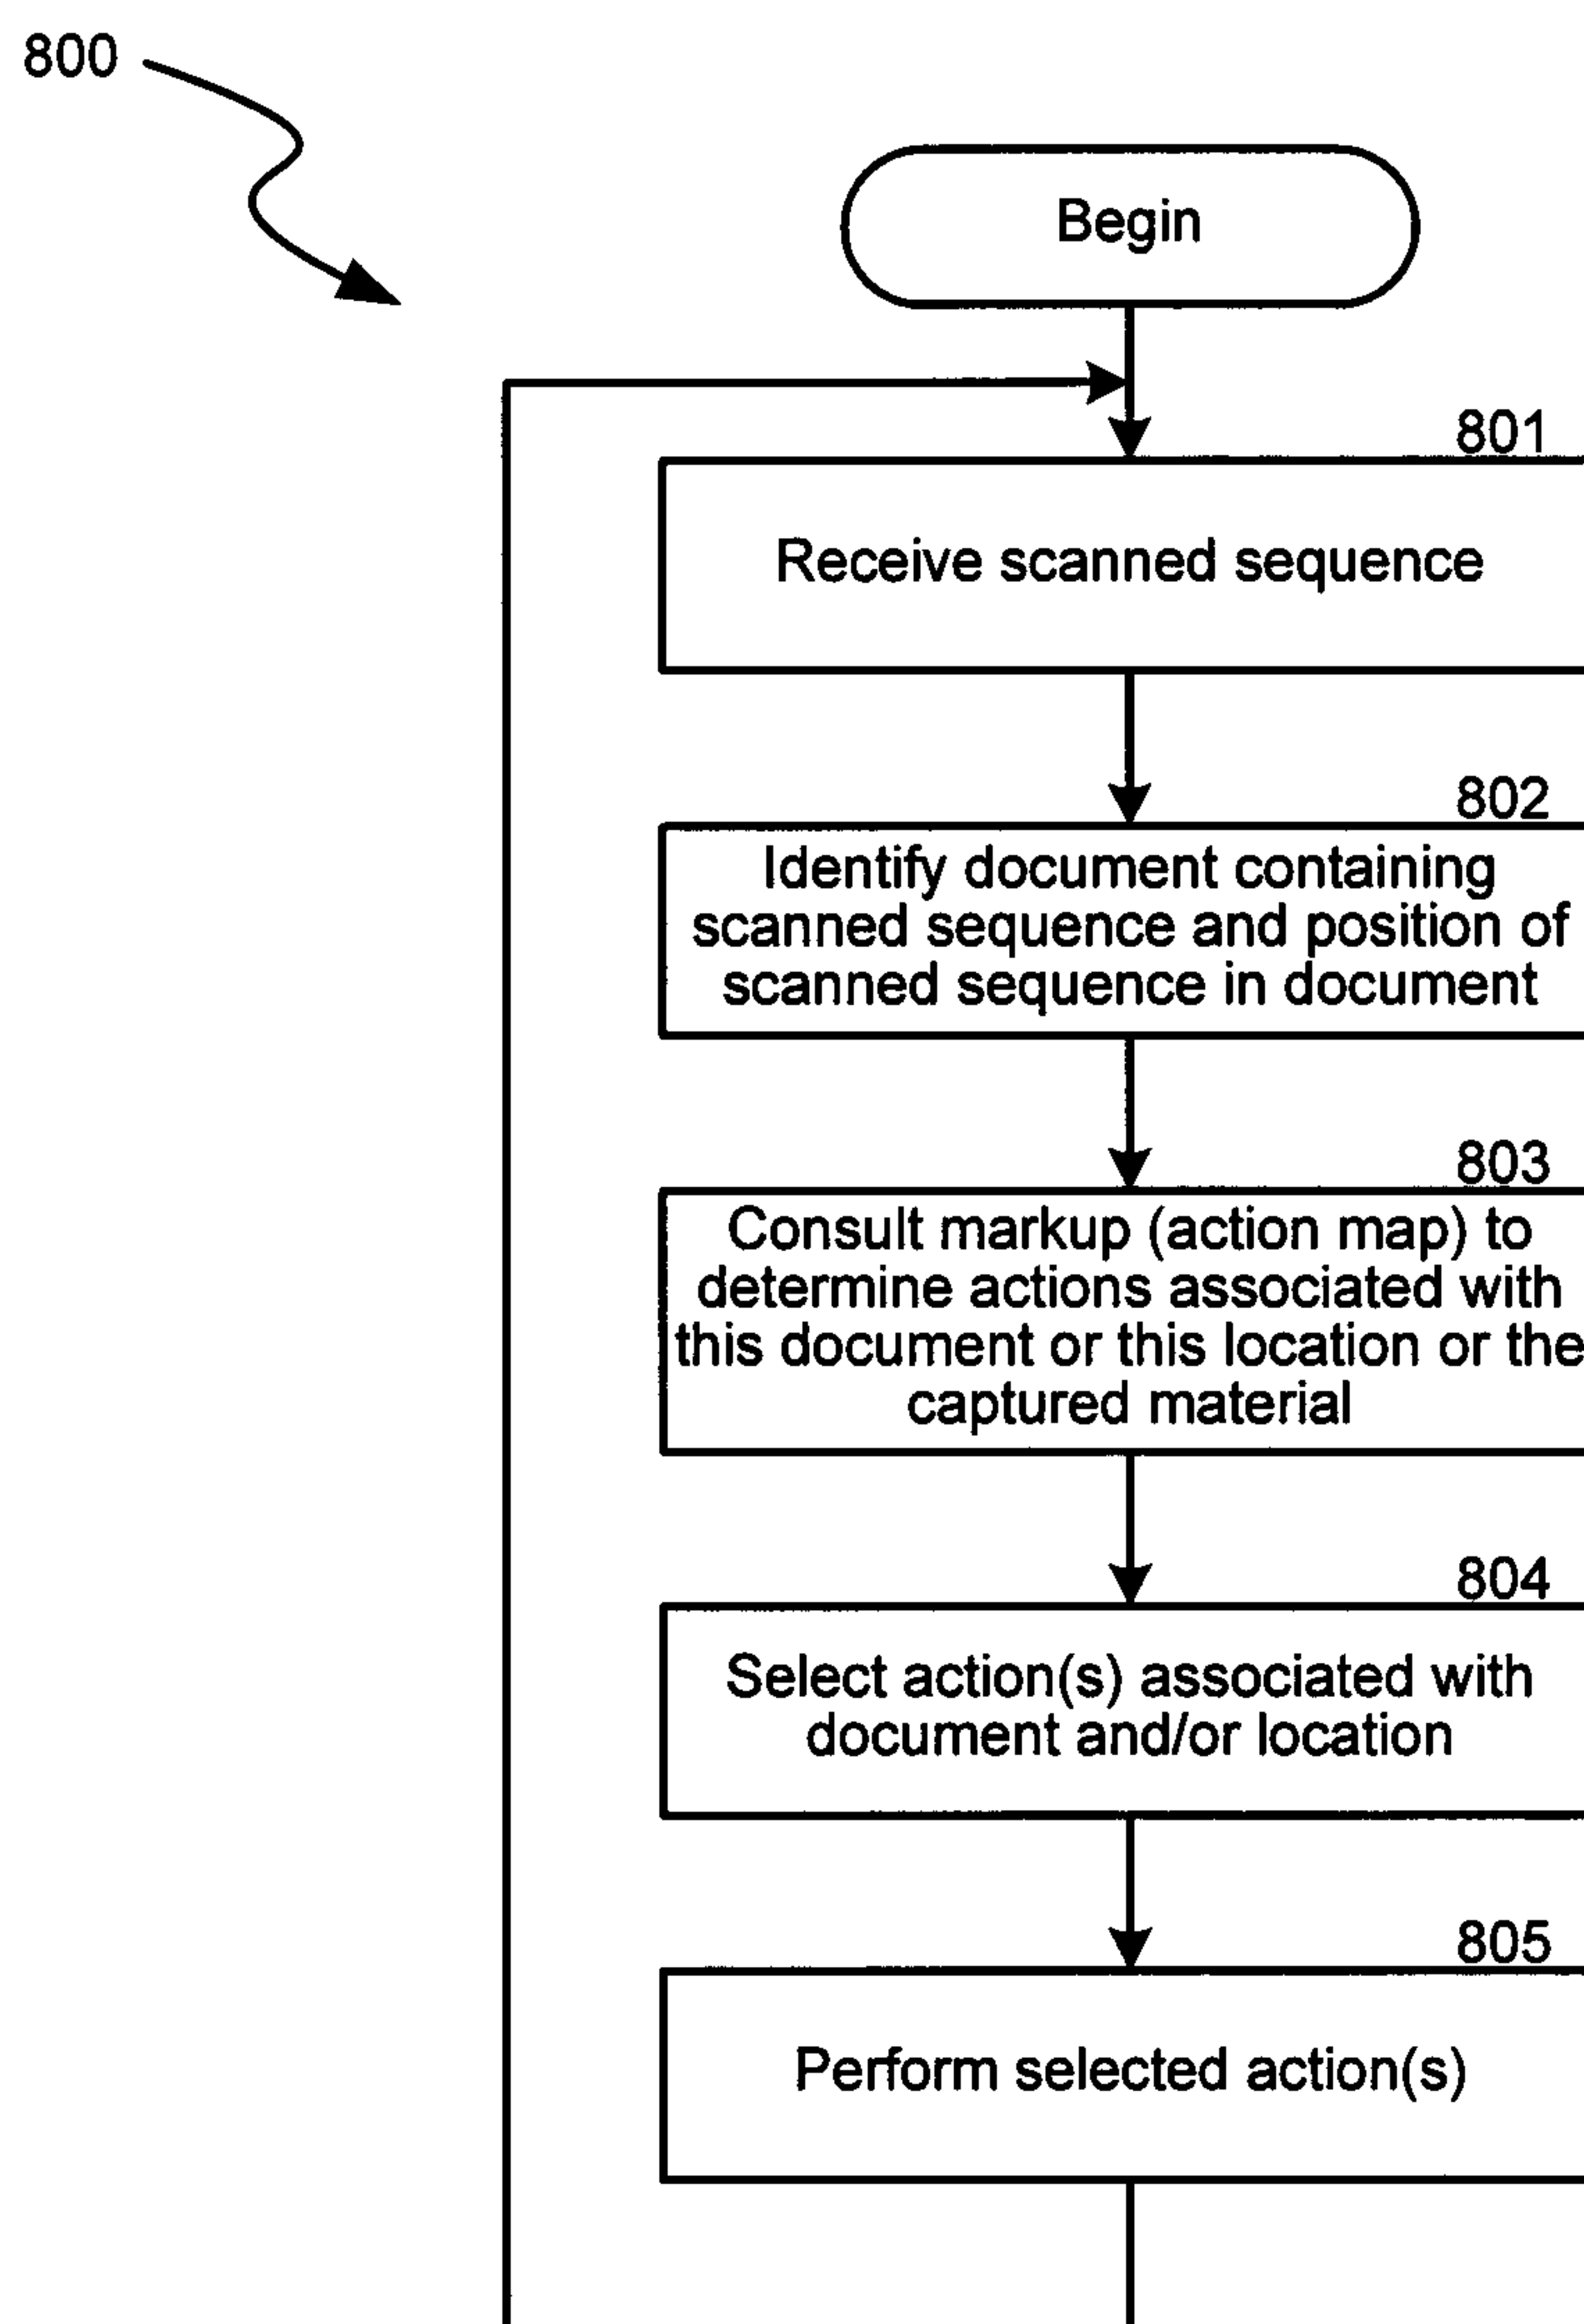 800
Begin
801
Receive scanned sequence
802
Identify document containing
scanned sequence and position of
scanned sequence in document
803
Consult markup (action map) to
determine actions associated with
this document or this location or the
captured material
804
Select action(s) associated with
document and/or location
805
Perform selected action(s)